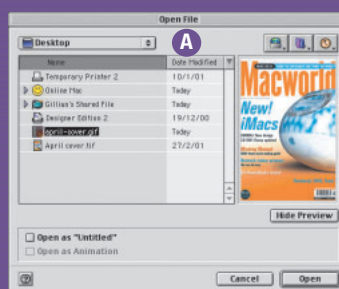 Open File
Desktop
A
Name Date Modified
Temporary Printer 2 10/1/01
Online Mac Today
Gillian's Shared File Today
Designer Edition 2 19/12/00
april-cover.gif Today
April cover.tif 27/2/01
Macworld
New!
iMacs
Hide Preview
Open as "Untitled"
Open as Animation
?
Cancel Open